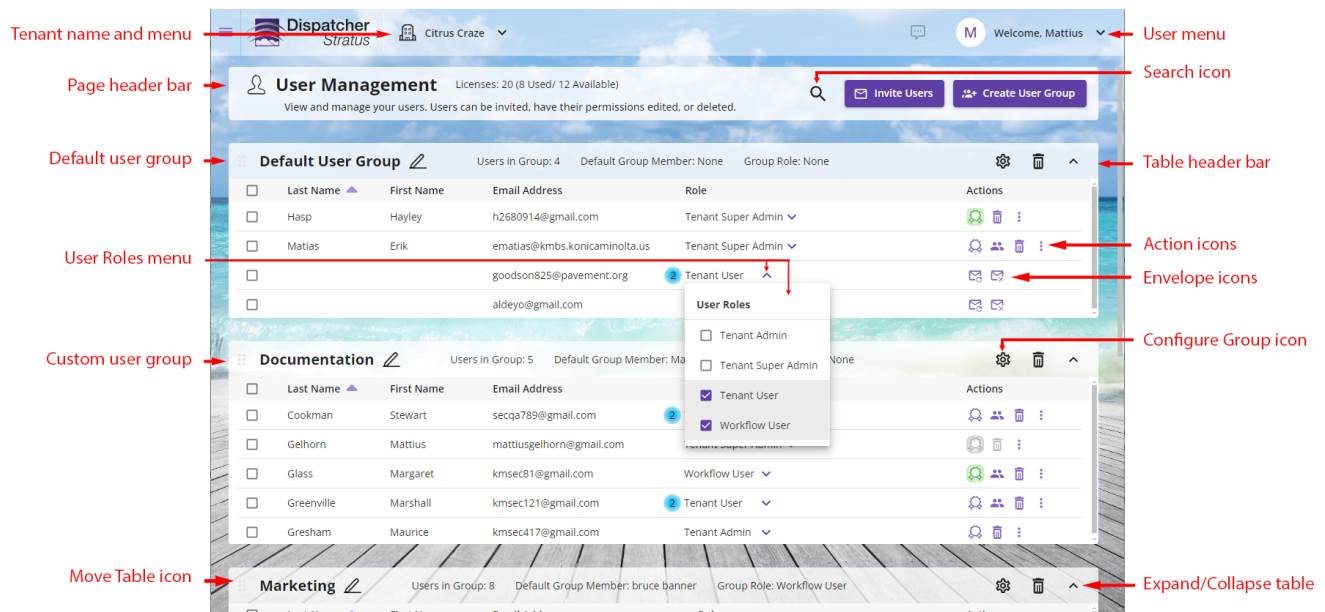 Tenant name and menu
Dispatcher
Stratus
Citrus Craze
M
Welcome, Mattius
User menu
Page header bar
User Management
Licenses: 20 (8 Used/ 12 Available)
View and manage your users. Users can be invited, have their permissions edited, or deleted.
Search icon
Invite Users
Create User Group
Default user group
Default User Group
Users in Group: 4 Default Group Member: None Group Role: None
Table header bar
Last Name First Name Email Address Role Actions
Hasp Hayley h2680914@gmail.com Tenant Super Admin
Matias Erik ematias@kmbs.konicaminolta.us Tenant Super Admin
Action icons
User Roles menu
goodson825@pavement.org 2 Tenant User
Envelope icons
aldeyo@gmail.com
User Roles
Tenant Admin
Tenant Super Admin
Tenant User
Workflow User
Configure Group icon
Custom user group
Documentation
Users in Group: 5 Default Group Member: Ma
None
Last Name First Name Email Address Actions
Cookman Stewart secqa789@gmail.com 2
Gelhorn Mattius mattiusgelhorn@gmail.com Tenant Super Admin
Glass Margaret kmsec81@gmail.com Workflow User
Greenville Marshall kmsec121@gmail.com 2 Tenant User
Gresham Maurice kmsec417@gmail.com Tenant Admin
Move Table icon
Marketing
Users in Group: 8 Default Group Member: bruce banner Group Role: Workflow User
Expand/Collapse table